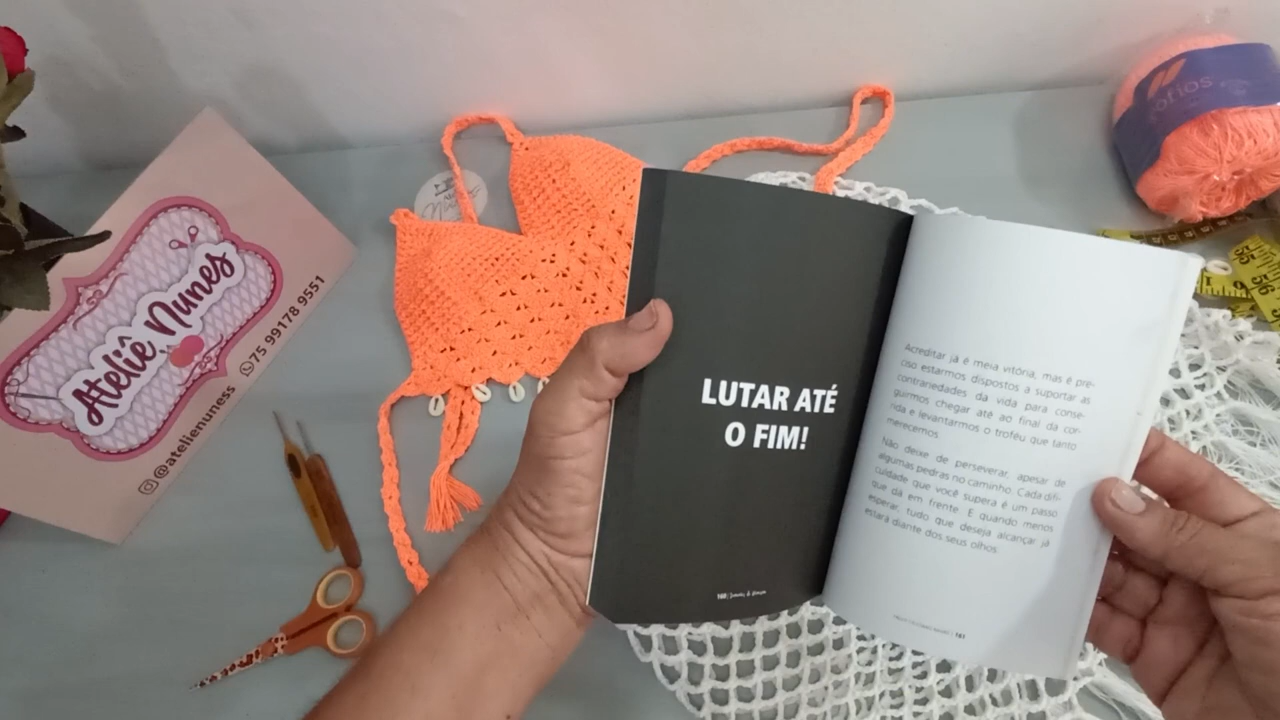 Ateliê Nunes
@atelienuness
75 99178 9551
ofios
LUTAR ATÉ
O FIM!
160
Acreditar já é meia vitória, mas é pre-
ciso estarmos dispostos a suportar as
contrariedades da vida para conse-
guirmos chegar até ao final da cor-
rida e levantarmos o troféu que tanto
merecemos.
Não deixe de perseverar, apesar de
algumas pedras no caminho. Cada difi-
culdade que você supera é um passo
que dá em frente. E quando menos
esperar, tudo que deseja alcançar já
estará diante dos seus olhos.
161